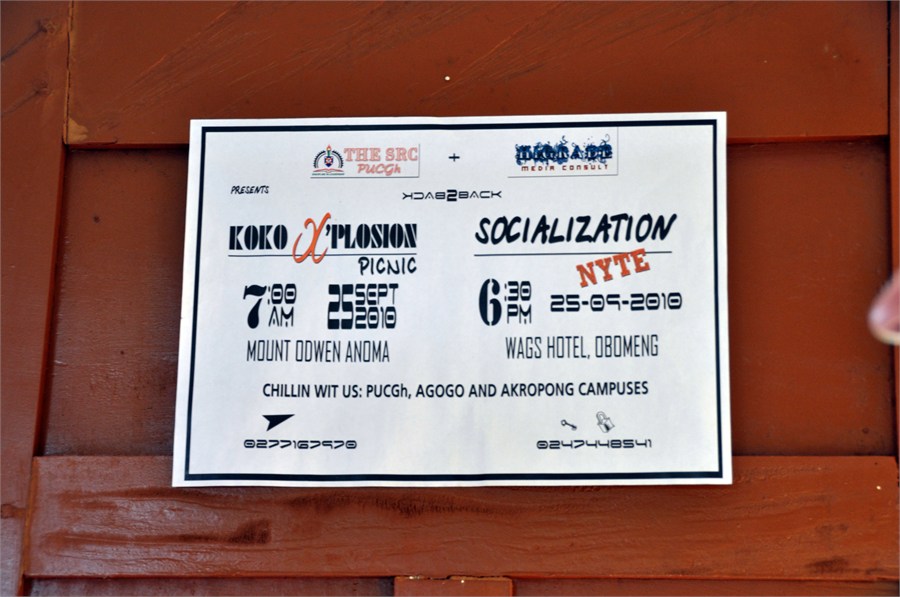 THE SRC
PUCGh
+
MEDIA CONSULT
PRESENTS
BACK2BACK
KOKO X'PLOSION
PICNIC
7:00 AM
25 SEPT 2010
MOUNT ODWEN ANOMA
SOCIALIZATION
NYTE
6:30 PM
25-09-2010
WAGS HOTEL, OBOMENG
CHILLIN WIT US: PUCGh, AGOGO AND AKROPONG CAMPUSES
0277167970
0247448541